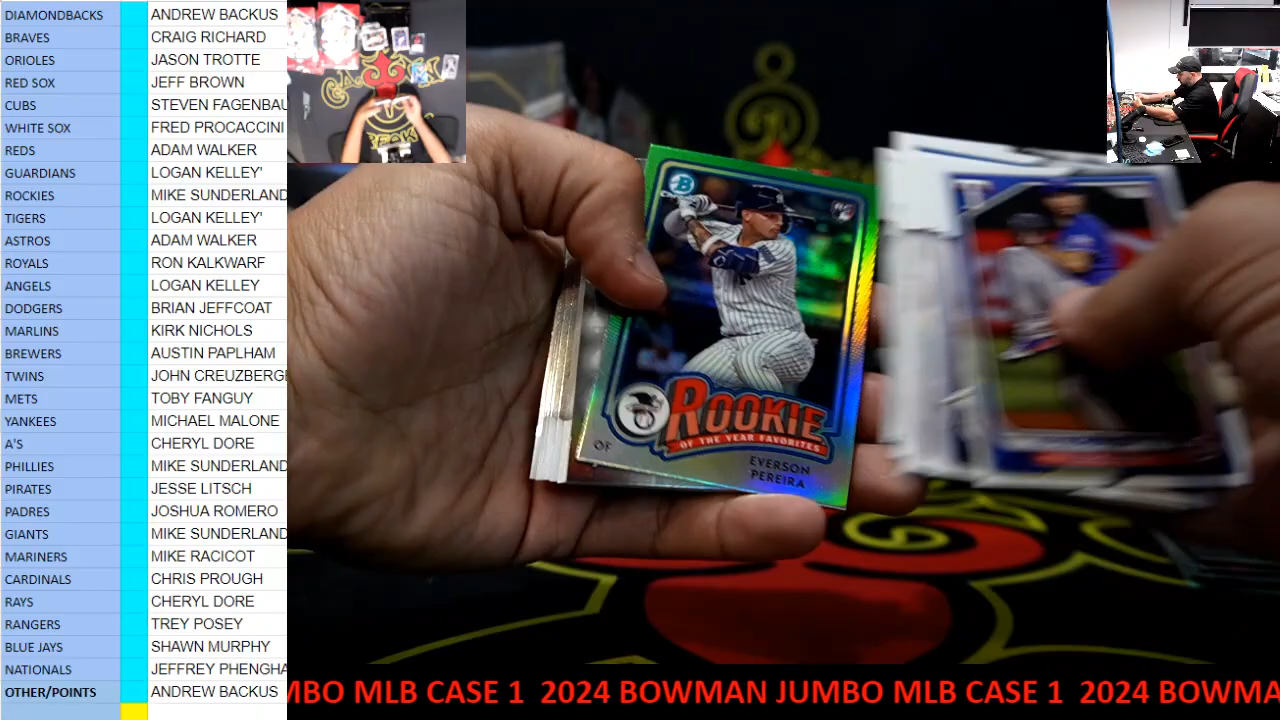 DIAMONDBACKS ANDREW BACKUS
BRAVES CRAIG RICHARD
ORIOLES JASON TROTTE
RED SOX JEFF BROWN
CUBS STEVEN FAGENBAU
WHITE SOX FRED PROCACCINI
REDS ADAM WALKER
GUARDIANS LOGAN KELLEY'
ROCKIES MIKE SUNDERLAND
TIGERS LOGAN KELLEY'
ASTROS ADAM WALKER
ROYALS RON KALKWARF
ANGELS LOGAN KELLEY
DODGERS BRIAN JEFFCOAT
MARLINS KIRK NICHOLS
BREWERS AUSTIN PAPLHAM
TWINS JOHN CREUZBERGE
METS TOBY FANGUY
YANKEES MICHAEL MALONE
A'S CHERYL DORE
PHILLIES MIKE SUNDERLAND
PIRATES JESSE LITSCH
PADRES JOSHUA ROMERO
GIANTS MIKE SUNDERLAND
MARINERS MIKE RACICOT
CARDINALS CHRIS PROUGH
RAYS CHERYL DORE
RANGERS TREY POSEY
BLUE JAYS SHAWN MURPHY
NATIONALS JEFFREY PHENGHA
OTHER/POINTS ANDREW BACKUS
ROOKIE
OF THE YEAR FAVORITES
OF
EVERSON
PEREIRA
MBO MLB CASE 1 2024 BOWMAN JUMBO MLB CASE 1 2024 BOWMA